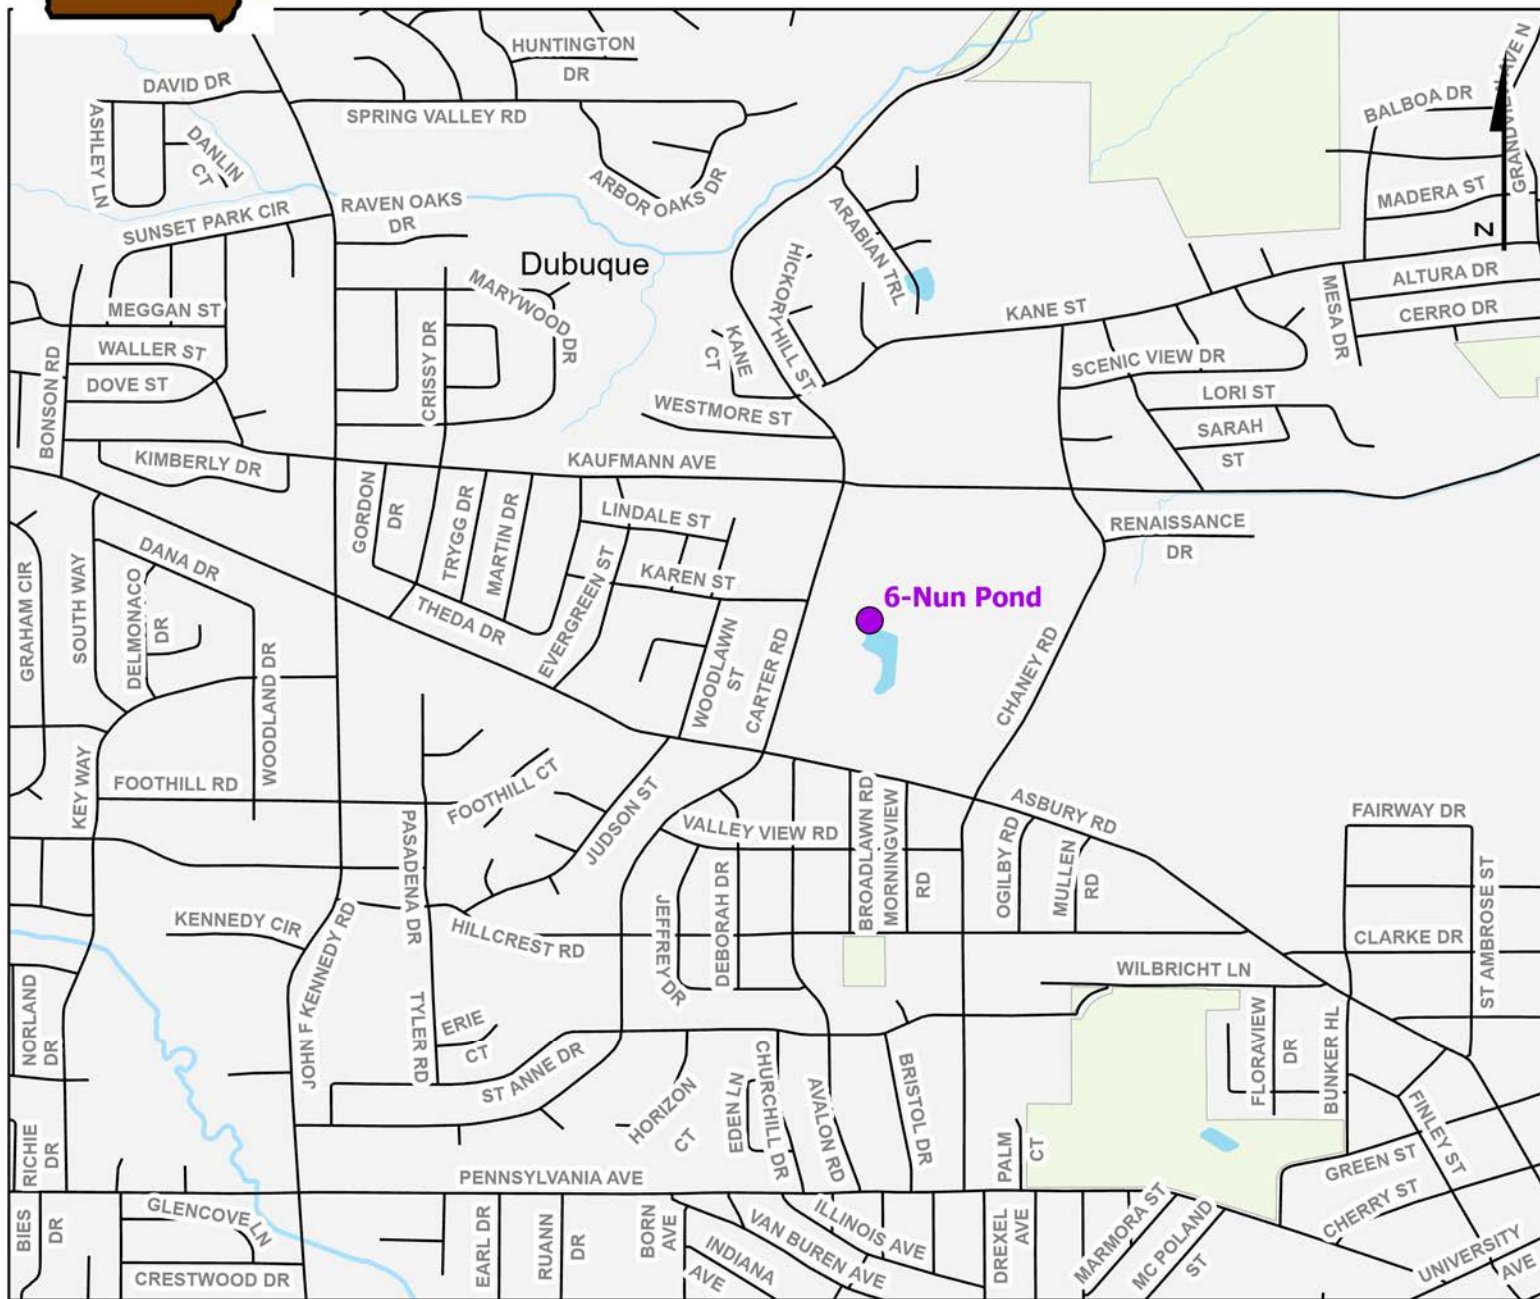 HUNTINGTON
DR
DAVID DR
SPRING VALLEY RD
ASHLEY LN
DANLIN
CT
ARBOR OAKS DR
BALBOA DR
GRANDVIEW AVE N
MADERA ST
N
SUNSET PARK CIR
RAVEN OAKS
DR
ARABIAN TRL
HICKORY HILL ST
Dubuque
MARYWOOD DR
MEGGAN ST
WALLER ST
DOVE ST
BONSON RD
CRISSY DR
KANE
CT
KANE ST
MESA DR
ALTURA DR
CERRO DR
SCENIC VIEW DR
LORI ST
SARAH
ST
WESTMORE ST
KIMBERLY DR
KAUFMANN AVE
GORDON
DR
TRYGG DR
MARTIN DR
LINDALE ST
KAREN ST
RENAISSANCE
DR
GRAHAM CIR
SOUTH WAY
DANA DR
DELMONACO
DR
THEDA DR
EVERGREEN ST
6-Nun Pond
WOODLAND DR
WOODLAWN
ST
CARTER RD
CHANEY RD
KEY WAY
FOOTHILL RD
FOOTHILL CT
JUDSON ST
PASADENA DR
VALLEY VIEW RD
BROADLAWN RD
MORNINGVIEW
RD
ASBURY RD
OGILBY RD
MULLEN
RD
FAIRWAY DR
ST AMBROSE ST
CLARKE DR
KENNEDY CIR
JOHN F KENNEDY RD
HILLCREST RD
JEFFREY DR
DEBORAH DR
WILBRICHT LN
NORLAND
DR
TYLER RD
ERIE
CT
ST ANNE DR
HORIZON
CT
EDEN LN
CHURCHILL DR
AVALON RD
BRISTOL DR
FLORAVIEW
DR
BUNKER HL
FINLEY ST
RICHIE
DR
PALM
CT
PENNSYLVANIA AVE
GREEN ST
CHERRY ST
BIES
DR
GLENCOVE LN
CRESTWOOD DR
EARL DR
RUANN
DR
BORN
AVE
INDIANA
AVE
VAN BUREN AVE
ILLINOIS AVE
DREXEL
AVE
MARMORA ST
MC POLAND
ST
UNIVERSITY
AVE